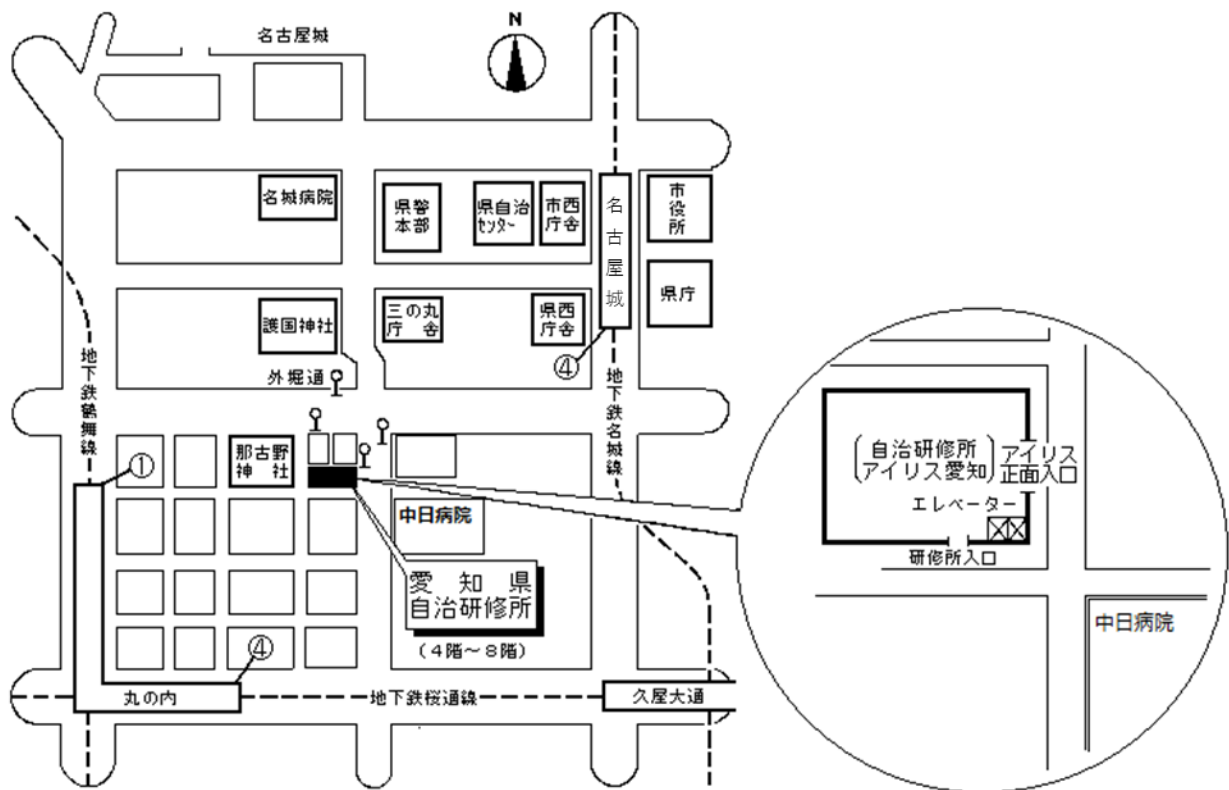 名古屋城
N
名城病院
県警
本部
県自治
センター
市西
庁舎
名古屋城
市
役
所
護国神社
三の丸
庁舎
県西
庁舎
県庁
④
地下鉄鶴舞線
外堀通
地下鉄名城線
①
那古野
神社
中日病院
愛知県
自治研修所
(4階～8階)
④
丸の内
地下鉄桜通線
久屋大通
(自治研修所
アイリス愛知)
アイリス
正面入口
エレベーター
研修所入口
中日病院